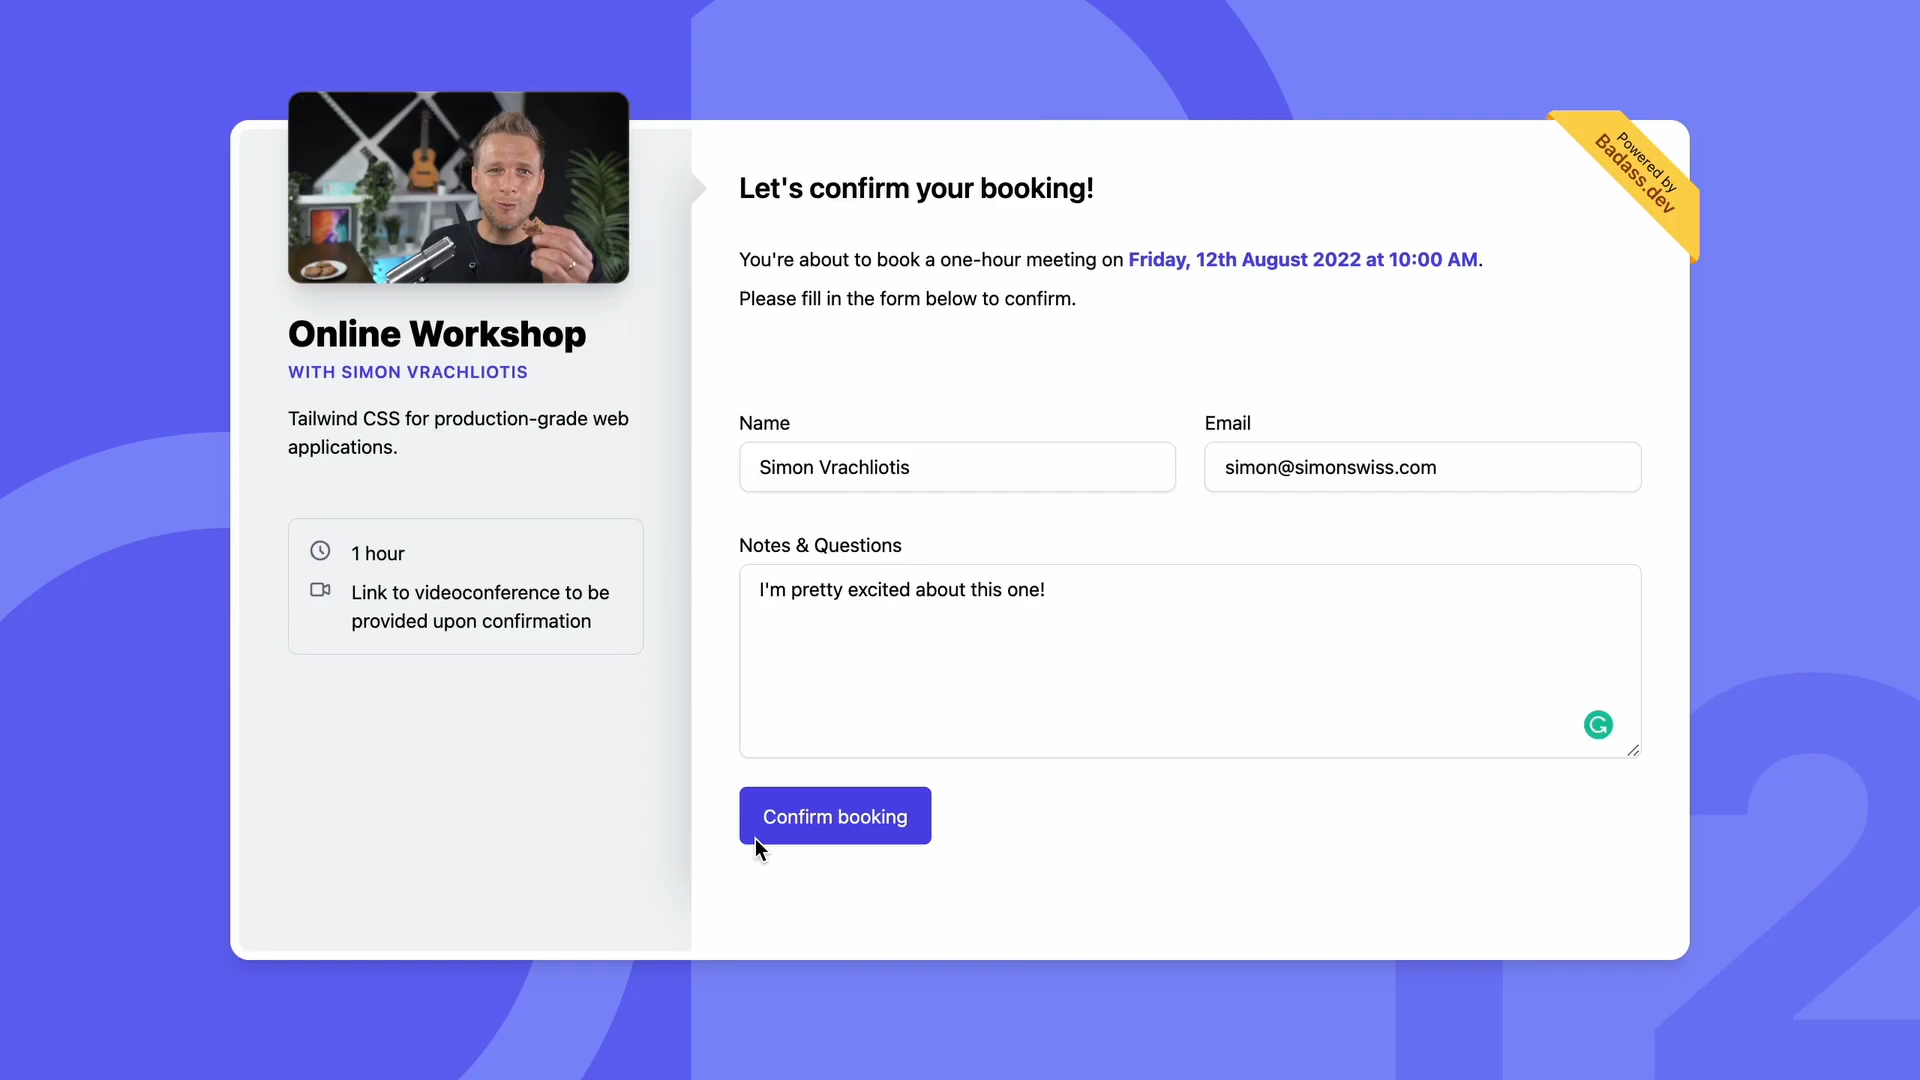 Powered by
Badass.dev
Online Workshop
WITH SIMON VRACHLIOTIS
Tailwind CSS for production-grade web
applications.
1 hour
Link to videoconference to be
provided upon confirmation
Let's confirm your booking!
You're about to book a one-hour meeting on Friday, 12th August 2022 at 10:00 AM.
Please fill in the form below to confirm.
Name
Email
Simon Vrachliotis
simon@simonswiss.com
Notes & Questions
I'm pretty excited about this one!
Confirm booking